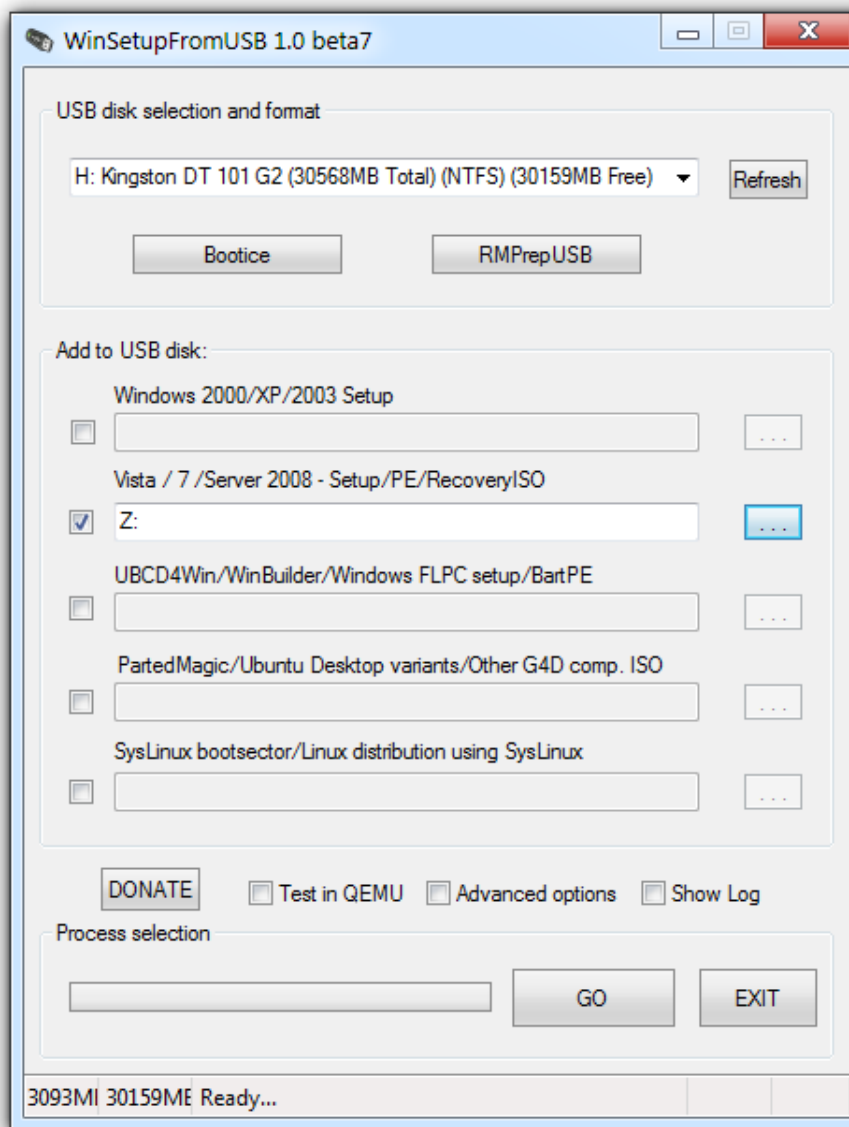 WinSetupFromUSB 1.0 beta7
USB disk selection and format
H: Kingston DT 101 G2 (30568MB Total) (NTFS) (30159MB Free)
Refresh
Bootice
RMPrepUSB
Add to USB disk:
Windows 2000/XP/2003 Setup
...
Vista / 7 /Server 2008 - Setup/PE/RecoveryISO
Z:
...
UBCD4Win/WinBuilder/Windows FLPC setup/BartPE
...
PartedMagic/Ubuntu Desktop variants/Other G4D comp. ISO
...
SysLinux bootsector/Linux distribution using SysLinux
...
DONATE
Test in QEMU
Advanced options
Show Log
Process selection
GO
EXIT
3093MI 30159ME Ready...